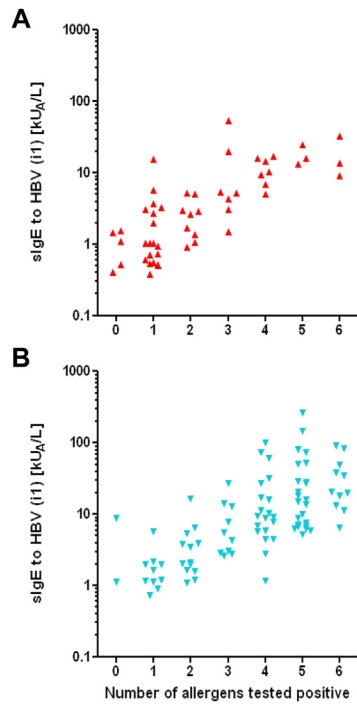 A
sIgE to HBV (i1) [kUA/L]
1000
100
10
1
0.1
0 1 2 3 4 5 6
B
sIgE to HBV (i1) [kUA/L]
1000
100
10
1
0.1
0 1 2 3 4 5 6
Number of allergens tested positive